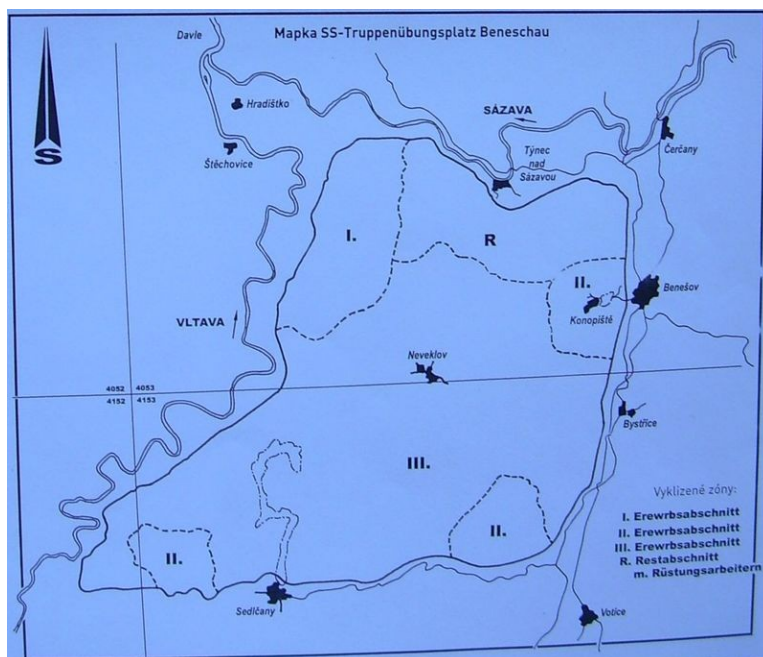 Mapka SS-Truppenübungsplatz Beneschau
Davle
Hradištko
SÁZAVA
S
Štěchovice
Týnec
nad
Sázavou
Čerčany
I.
R
II.
Konopiště
Benešov
VLTAVA
Neveklov
4052 4053
4152 4153
Bystřice
III.
II.
II.
Sedlčany
Votice
Vyklizené zóny:
I. Erewrbsabschnitt
II. Erewrbsabschnitt
III. Erewrbsabschnitt
R. Restabschnitt
m. Rüstungsarbeitern